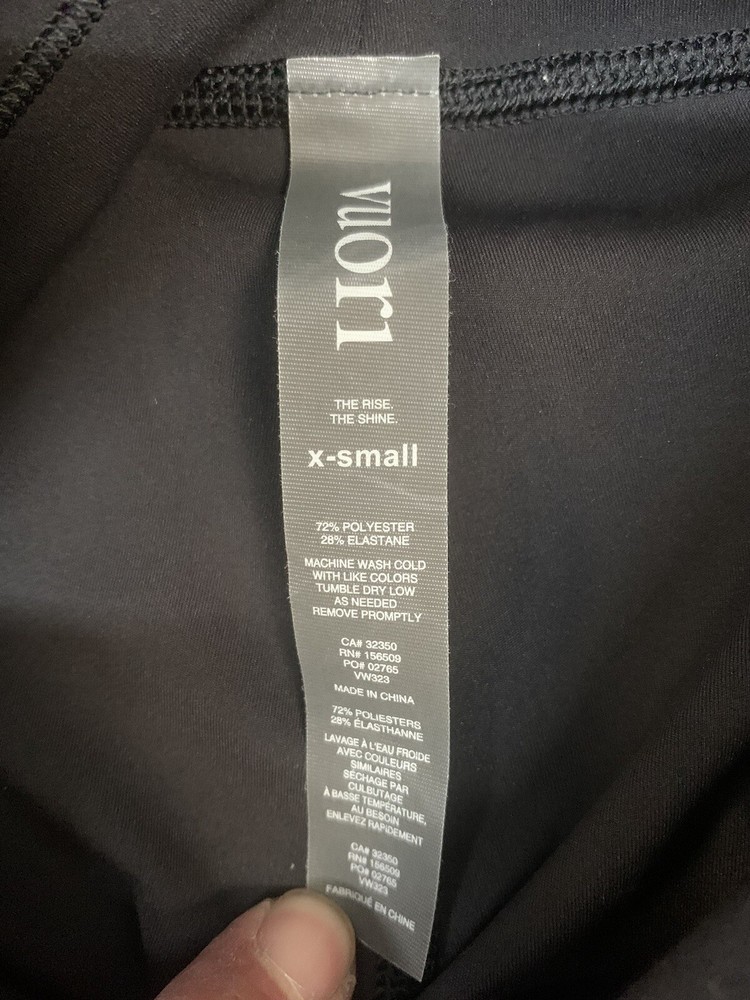 vuori
THE RISE.
THE SHINE.
x-small
72% POLYESTER
28% ELASTANE
MACHINE WASH COLD
WITH LIKE COLORS
TUMBLE DRY LOW
AS NEEDED
REMOVE PROMPTLY
CA# 32350
RN# 156509
PO# 02765
VW323
MADE IN CHINA
72% POLIESTERS
28% ÉLASTHANNE
LAVAGE À L'EAU FROIDE
AVEC COULEURS
SIMILAIRES
SÉCHAGE PAR
CULBUTAGE
À BASSE TEMPÉRATURE,
AU BESOIN
ENLEVEZ RAPIDEMENT
CA# 32350
RN# 156509
PO# 02765
VW323
FABRIQUÉ EN CHINE